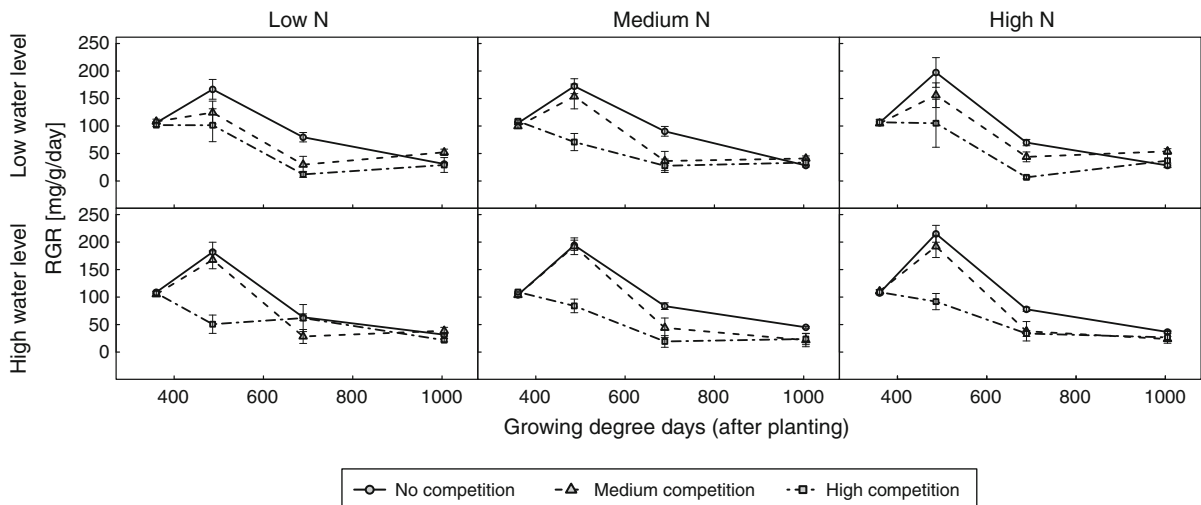 Low N Medium N High N
Low water level
High water level
RGR [mg/g/day]
250
200
150
100
50
0
250
200
150
100
50
0
400 600 800 1000 400 600 800 1000 400 600 800 1000
Growing degree days (after planting)
No competition Medium competition High competition